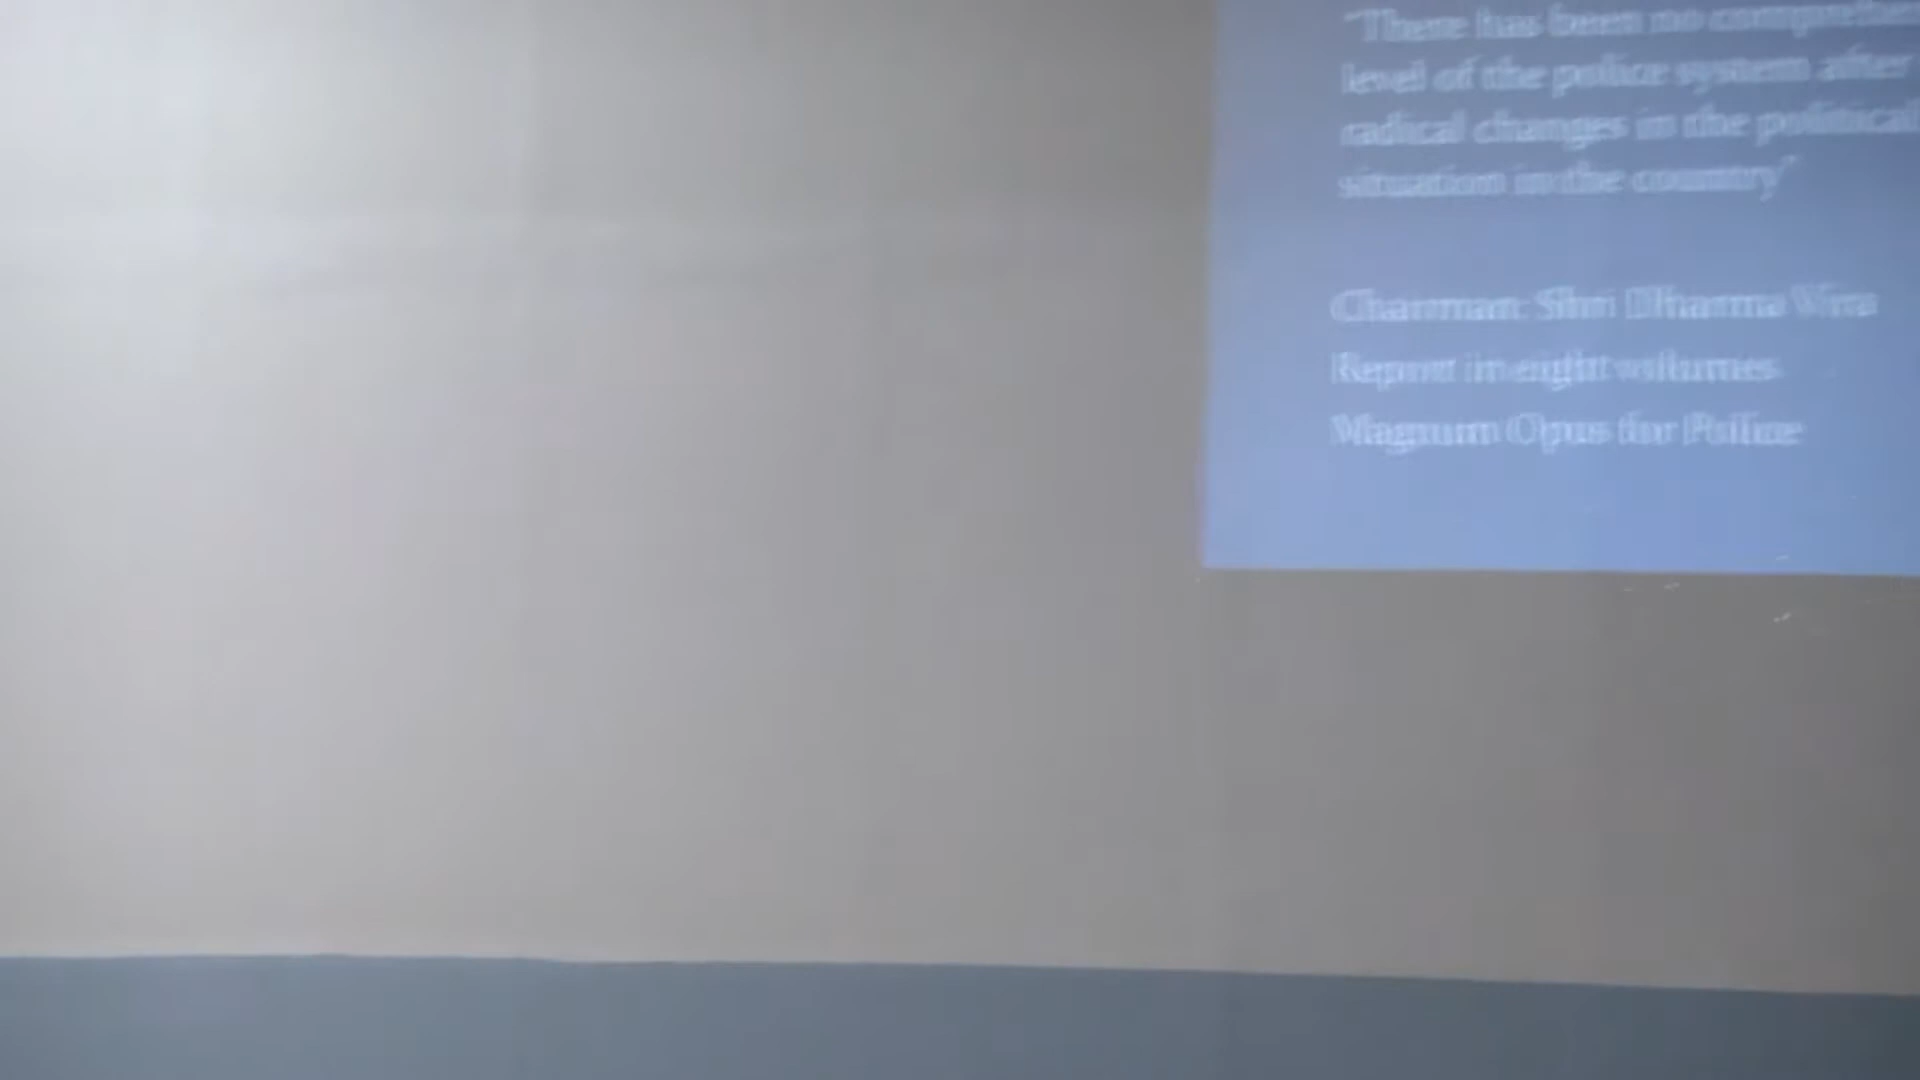 "There has been no comprehen
level of the police system after
radical changes in the political
situation in the country"
Chairman: Shri Dharma Vira
Report in eight volumes
Magnum Opus for Police